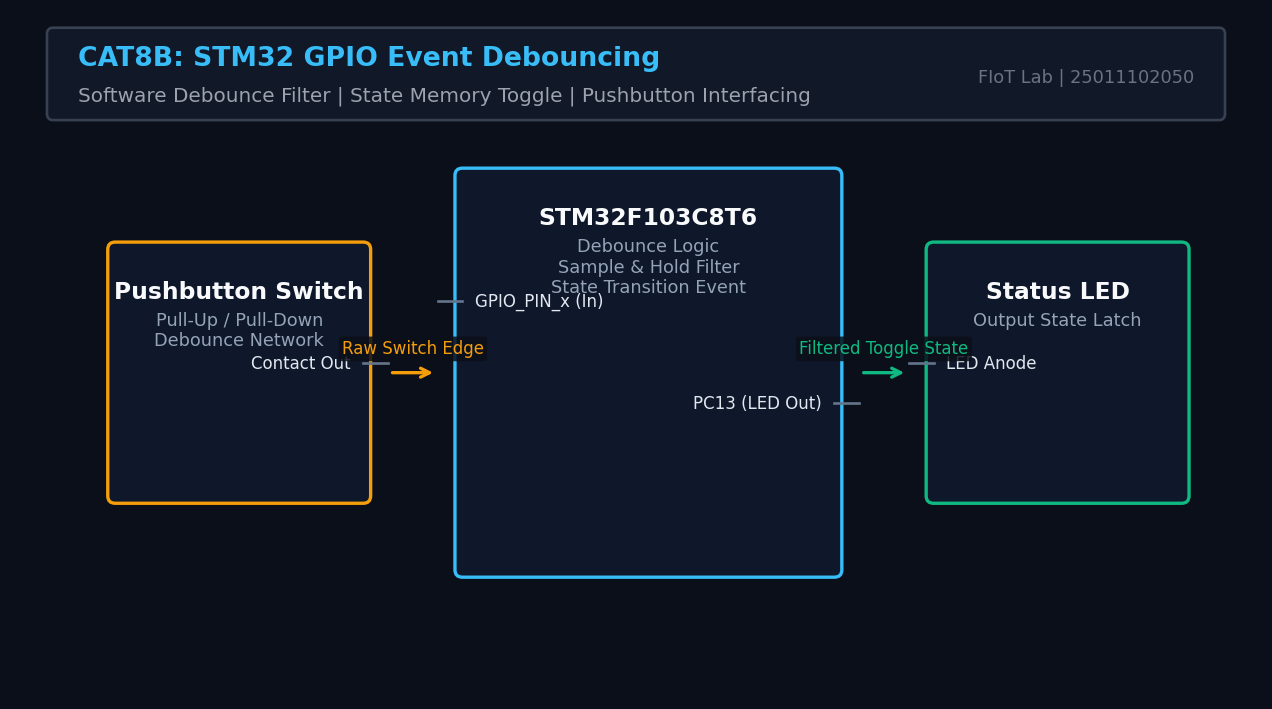 CAT8B: STM32 GPIO Event Debouncing
Software Debounce Filter | State Memory Toggle | Pushbutton Interfacing
FIoT Lab | 25011102050
Pushbutton Switch
Pull-Up / Pull-Down
Debounce Network
Contact Out
Raw Switch Edge
STM32F103C8T6
Debounce Logic
Sample & Hold Filter
State Transition Event
GPIO_PIN_x (In)
PC13 (LED Out)
Filtered Toggle State
Status LED
Output State Latch
LED Anode